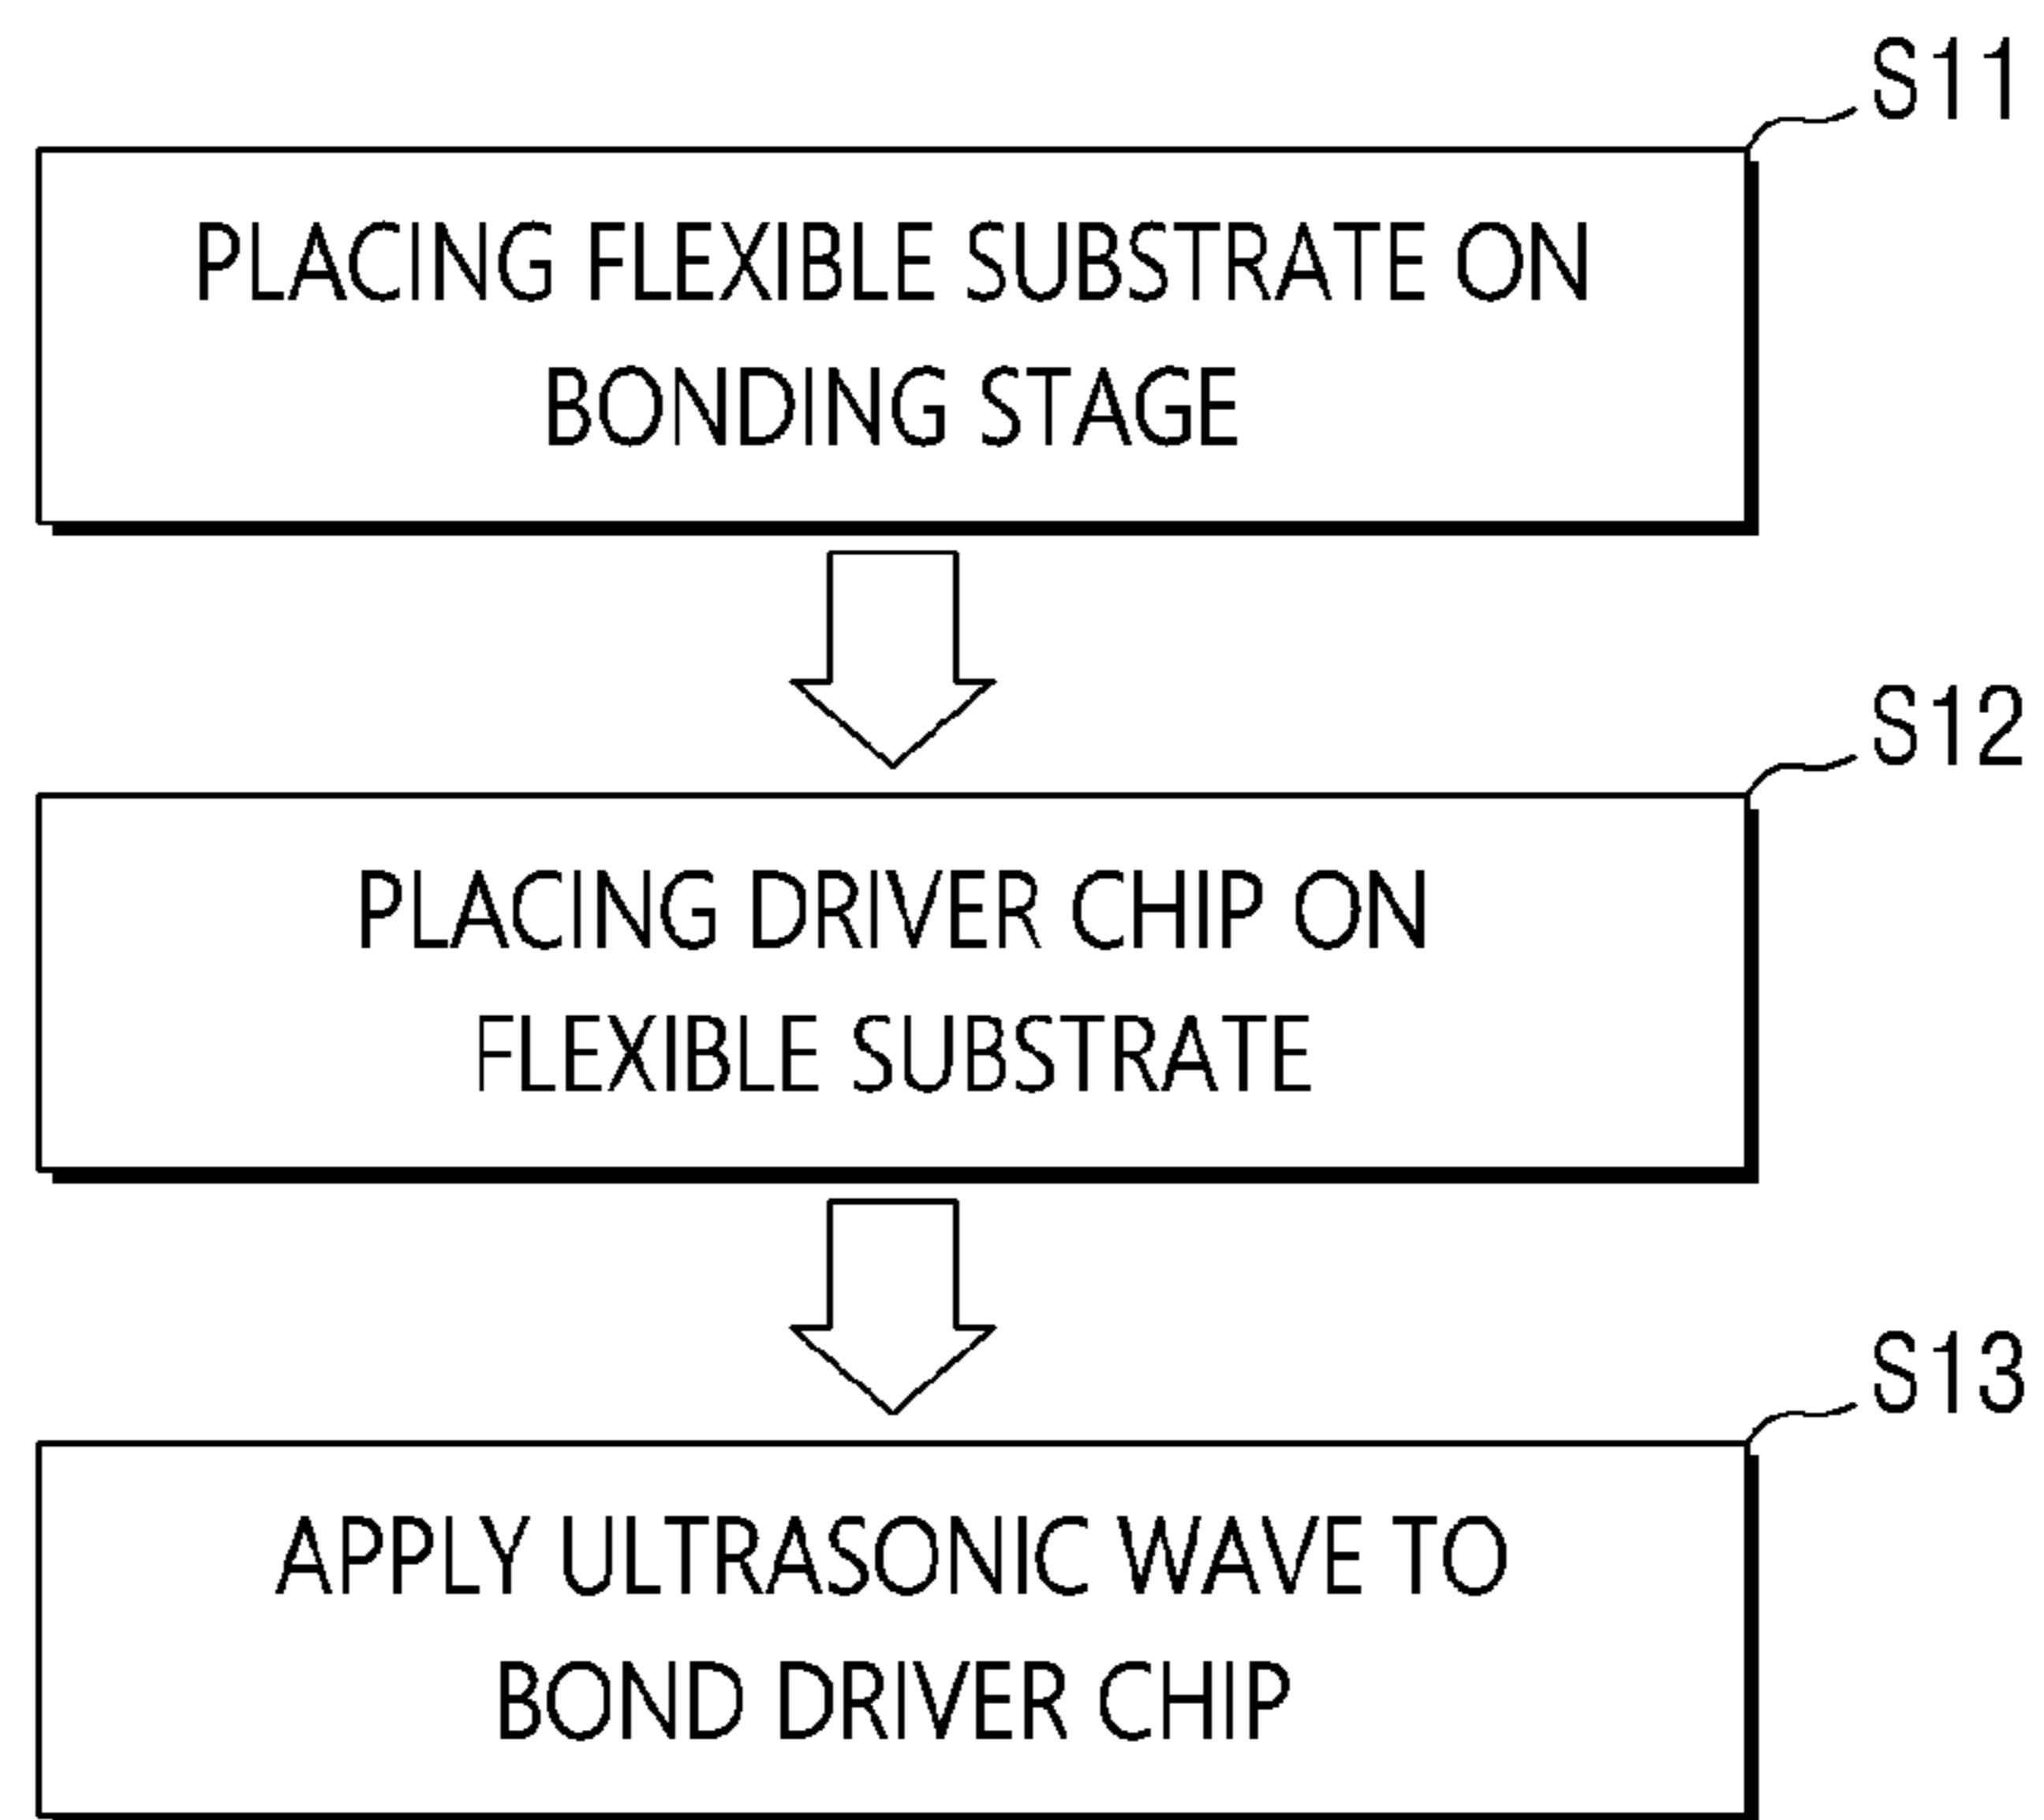 S11
PLACING FLEXIBLE SUBSTRATE ON
BONDING STAGE
S12
PLACING DRIVER CHIP ON
FLEXIBLE SUBSTRATE
S13
APPLY ULTRASONIC WAVE TO
BOND DRIVER CHIP